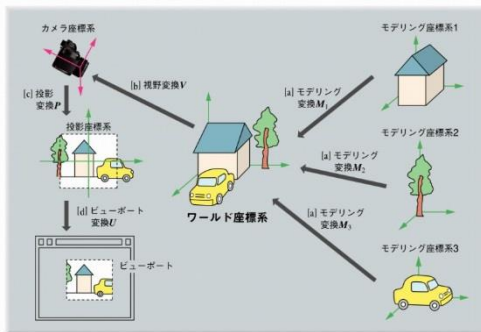 カメラ座標系
モデリング座標系1
[b] 視野変換V
[a] モデリング
変換M₁
[c] 投影
変換P
投影座標系
モデリング座標系2
[a] モデリング
変換M₂
[d] ビューポート
変換U
ワールド座標系
[a] モデリング
変換M₃
ビューポート
モデリング座標系3